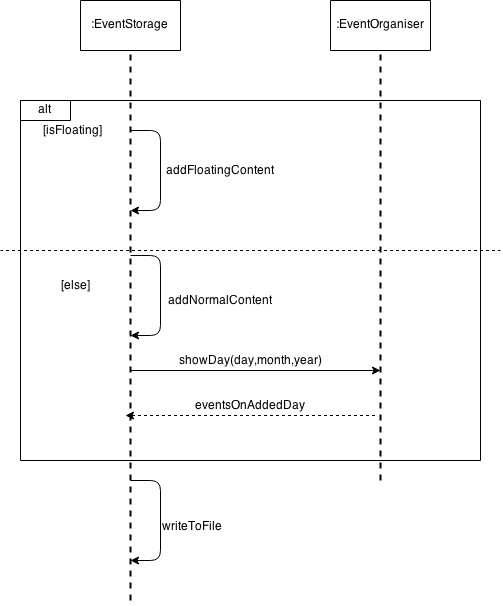 :EventStorage
:EventOrganiser
alt
[isFloating]
addFloatingContent
[else]
addNormalContent
showDay(day,month,year)
eventsOnAddedDay
writeToFile